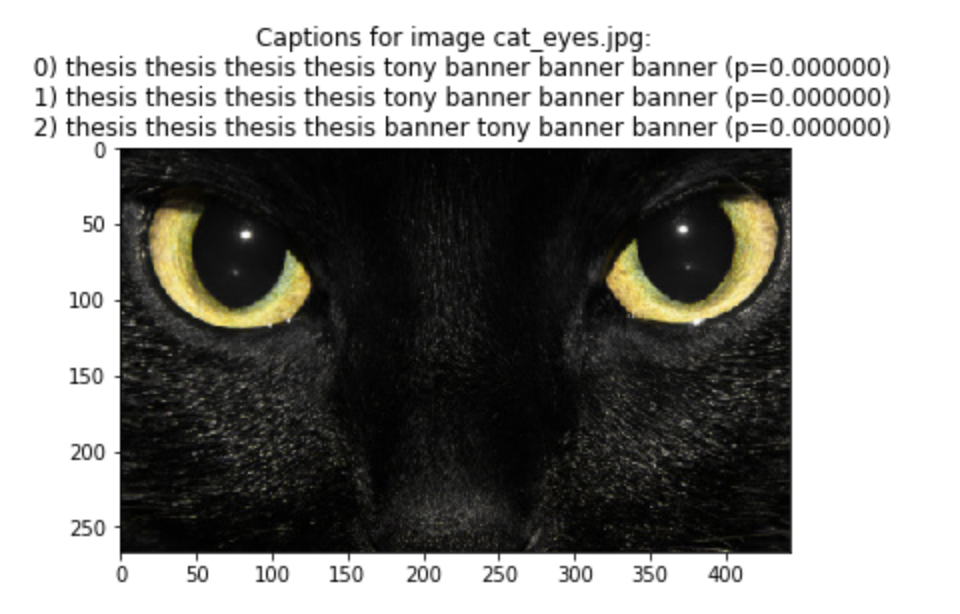 Captions for image cat_eyes.jpg:
0) thesis thesis thesis thesis tony banner banner banner (p=0.000000)
1) thesis thesis thesis thesis tony banner banner banner (p=0.000000)
2) thesis thesis thesis thesis banner tony banner banner (p=0.000000)
0
50
100
150
200
250
0 50 100 150 200 250 300 350 400